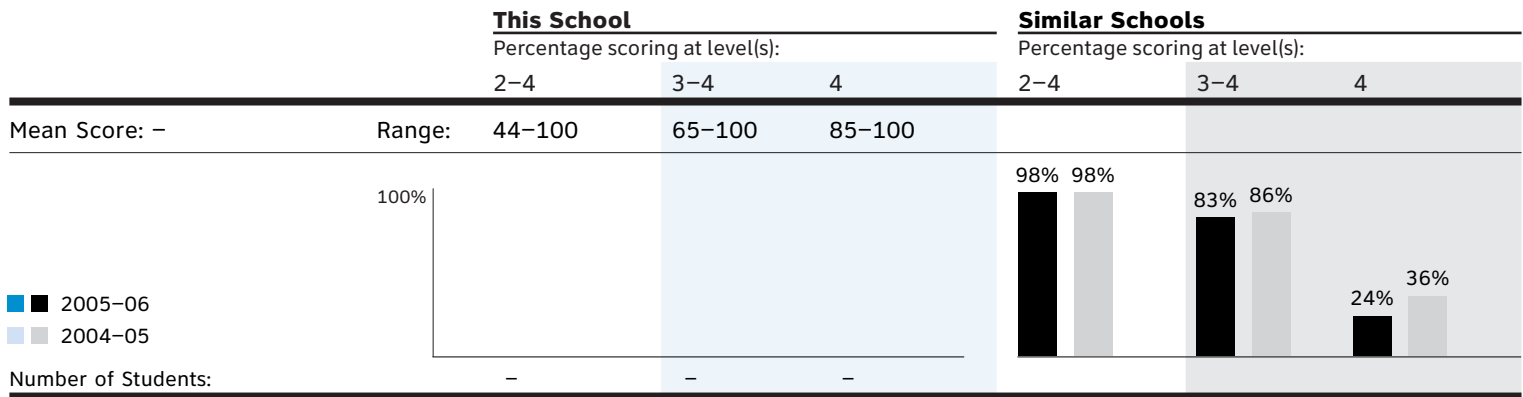 This School Similar Schools
Percentage scoring at level(s): Percentage scoring at level(s):
2–4 3–4 4 2–4 3–4 4
Mean Score: – Range: 44–100 65–100 85–100
98% 98% 83% 86% 24% 36%
100%
2005–06
2004–05
Number of Students: – – –